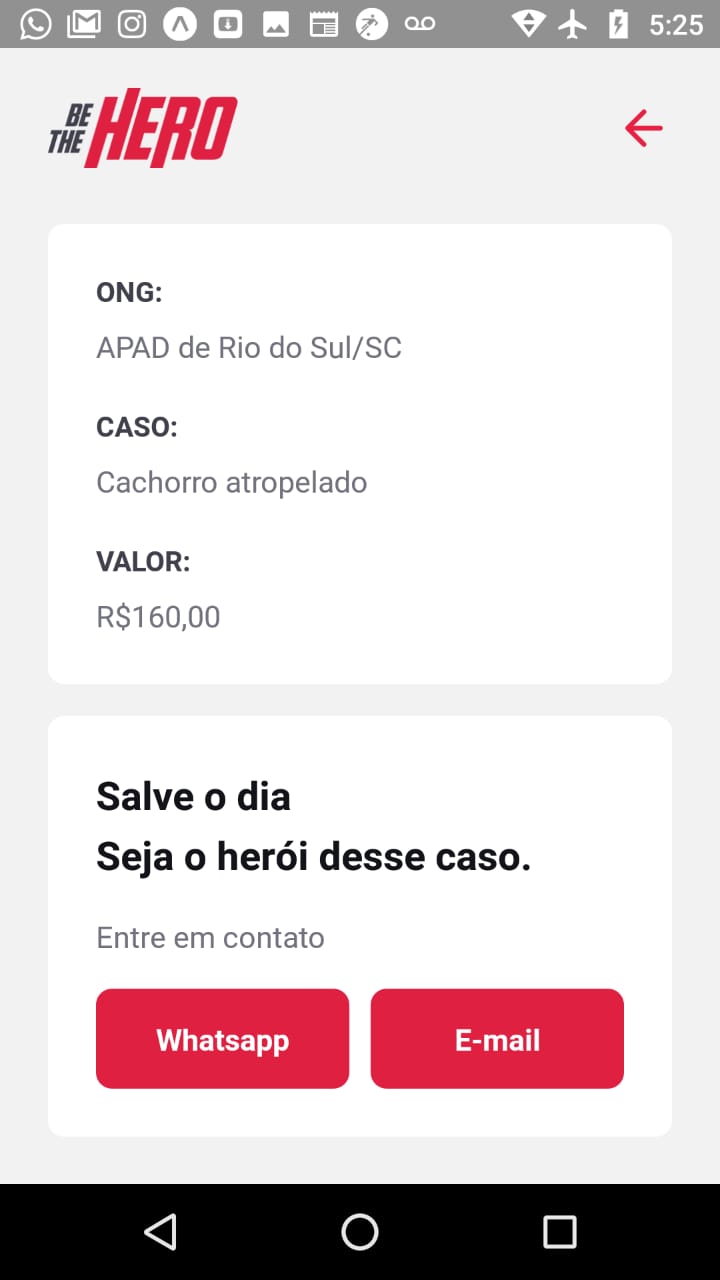 5:25
BE
THE HERO
ONG:
APAD de Rio do Sul/SC
CASO:
Cachorro atropelado
VALOR:
R$160,00
Salve o dia
Seja o herói desse caso.
Entre em contato
Whatsapp E-mail